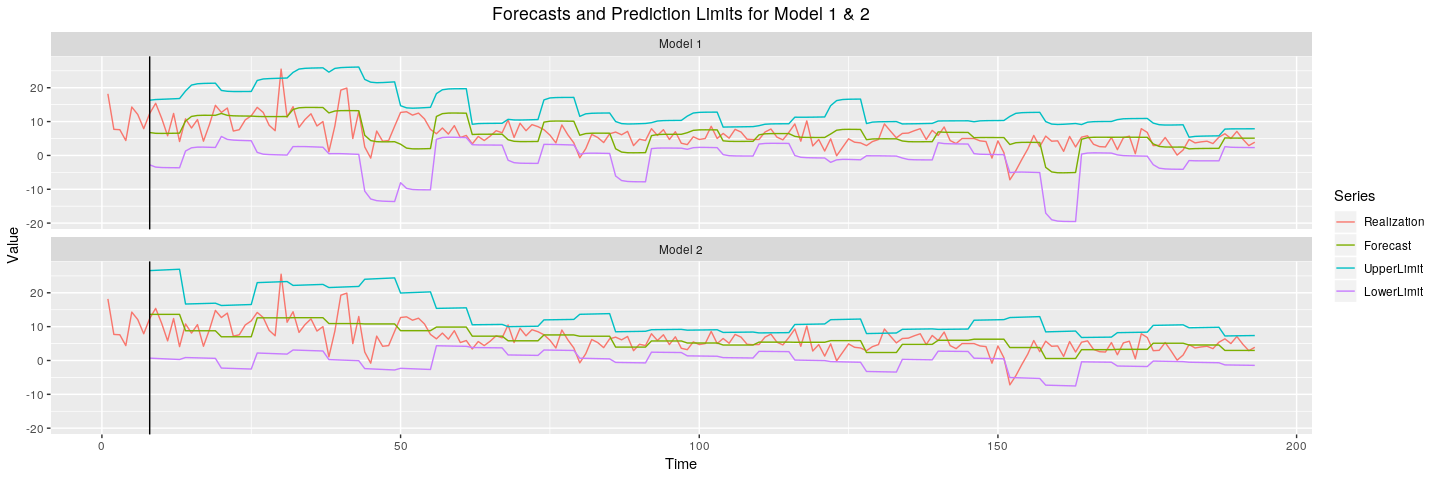 Forecasts and Prediction Limits for Model 1 & 2
Model 1
20
10
0
-10
-20
Model 2
20
10
0
-10
-20
0
50
100
150
200
Time
Value
Series
Realization
Forecast
UpperLimit
LowerLimit